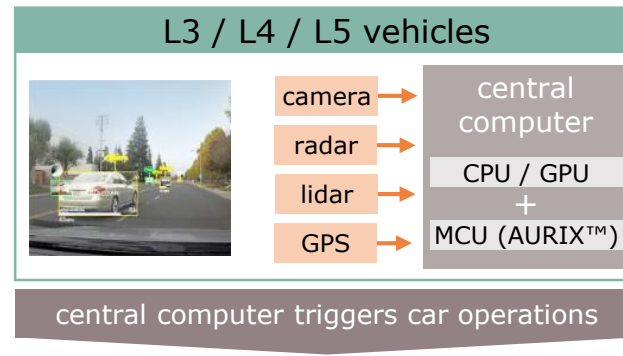 L3 / L4 / L5 vehicles
camera
radar
lidar
GPS
central
computer
CPU / GPU
+
MCU (AURIX™)
central computer triggers car operations